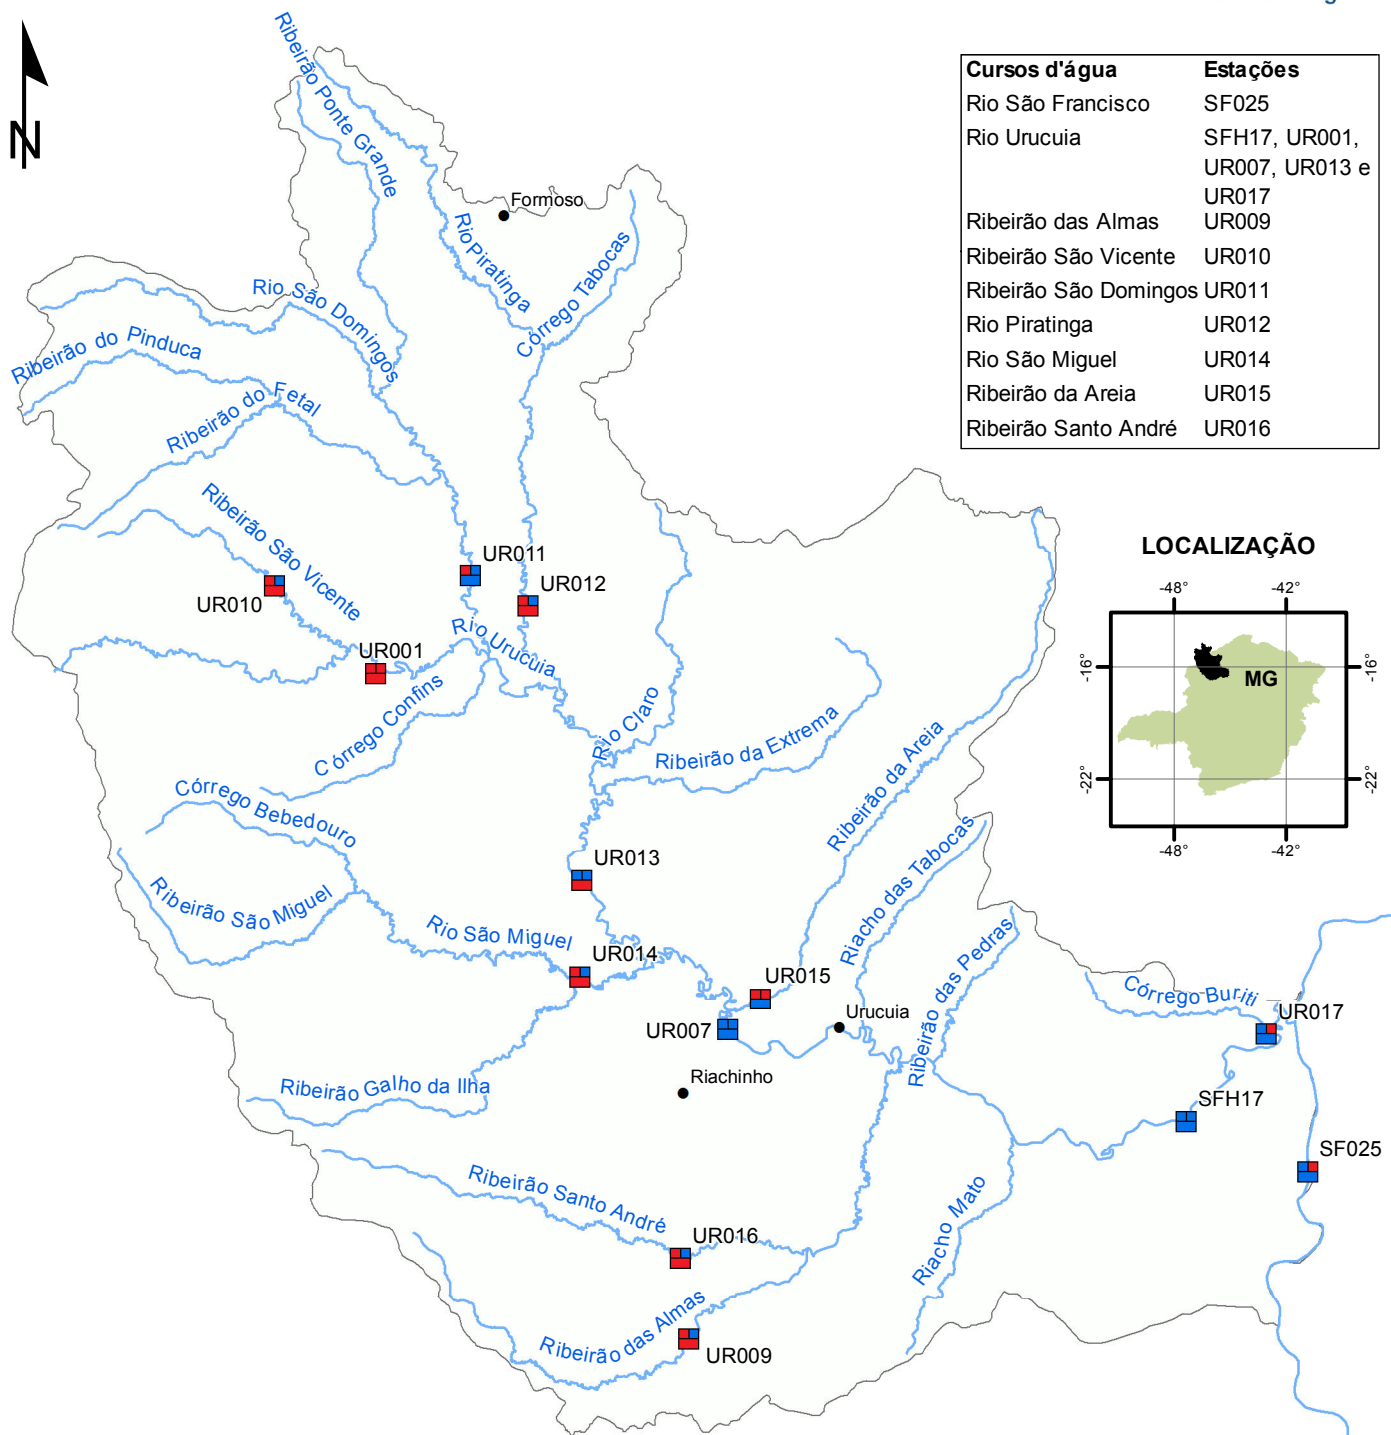 N
Cursos d'água Estações
Rio São Francisco SF025
Rio Urucuia SFH17, UR001,
UR007, UR013 e
UR017
Ribeirão das Almas UR009
Ribeirão São Vicente UR010
Ribeirão São Domingos UR011
Rio Piratinga UR012
Rio São Miguel UR014
Ribeirão da Areia UR015
Ribeirão Santo André UR016
Ribeirão Ponte Grande
Formoso
Rio Piratinga
Córrego Tabocas
Rio São Domingos
Ribeirão do Pinduca
Ribeirão do Fetal
Ribeirão São Vicente
UR011
UR012
UR010
UR001
Rio Urucuia
Córrego Confins
Rio Claro
Ribeirão da Extrema
Ribeirão da Areia
Córrego Bebedouro
Ribeirão São Miguel
UR013
Riacho das Tabocas
Rio São Miguel
UR014
UR015
Ribeirão das Pedras
Urucuia
UR007
Córrego Buriti
UR017
Riachinho
Ribeirão Galho da Ilha
SFH17
SF025
Ribeirão Santo André
UR016
Riacho Mato
Ribeirão das Almas
UR009
LOCALIZAÇÃO
-48° -42°
-16° -16°
MG
-22° -22°
-48° -42°